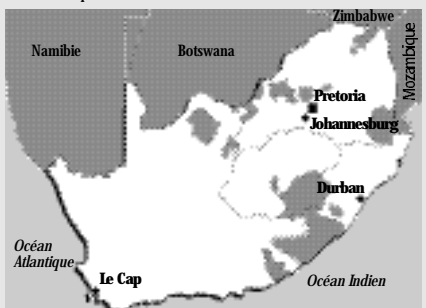 Zimbabwe
Namibie
Botswana
Mozambique
Pretoria
Johannesburg
Durban
Océan
Atlantique
Le Cap
Océan Indien